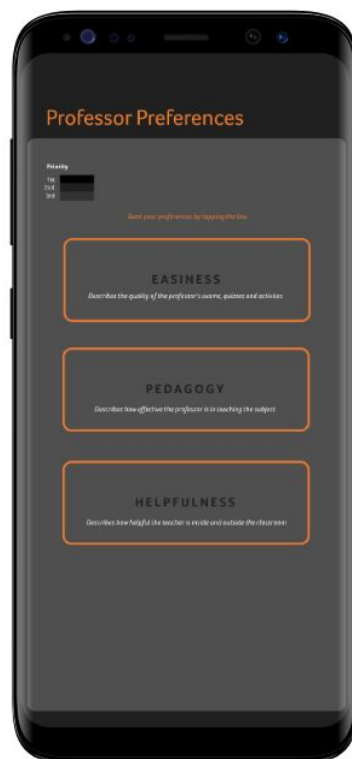 Professor Preferences
Priority
1st
2nd
3rd
Rank your preferences by tapping the box
EASINESS
Describes the quality of the professor's exams, quizzes and activities
PEDAGOGY
Describes how effective the professor is in teaching the subject
HELPFULNESS
Describes how helpful the teacher is inside and outside the classroom